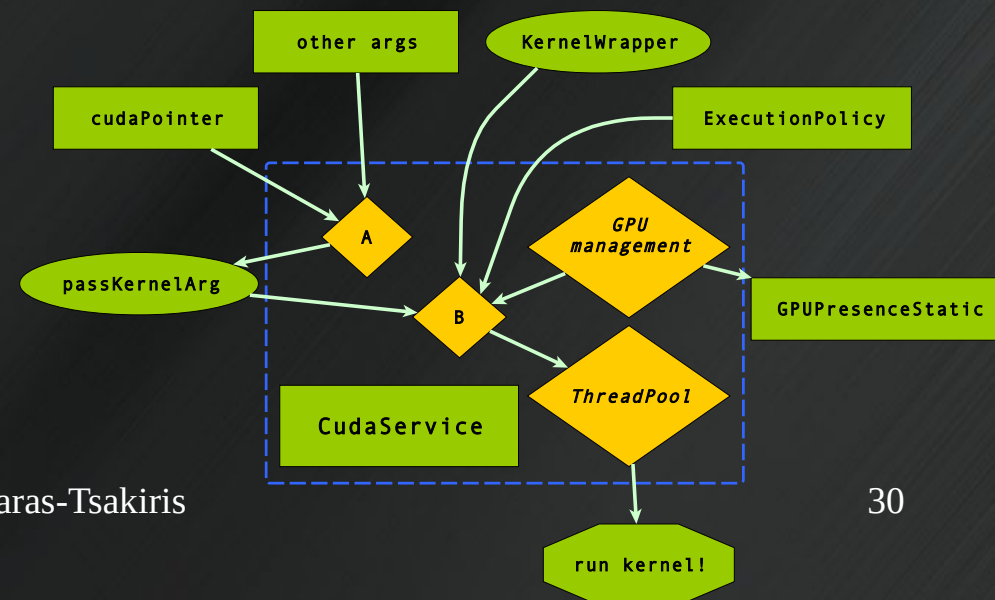 other args
KernelWrapper
cudaPointer
ExecutionPolicy
GPU
management
A
passKernelArg
B
GPUPresenceStatic
ThreadPool
CudaService
aras-Tsakiris
30
run kernel!